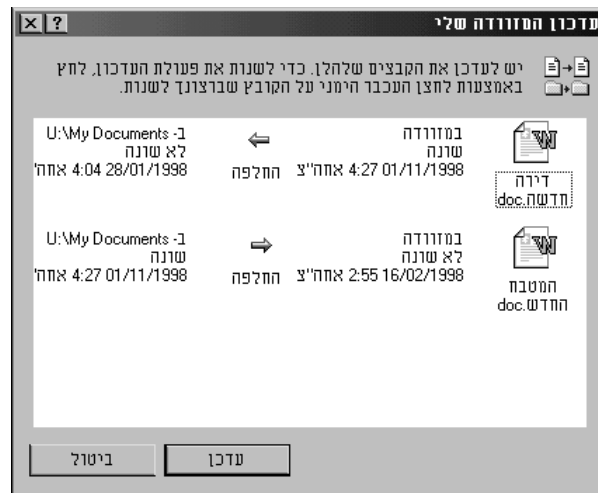 עדכון המזוודה שלי
יש לעדכן את הקבצים שלהלן. כדי לשנות את פעולת העדכון, לחץ
באמצעות לחצן העכבר הימני על הקובץ שברצונך לשנות.
דירה
חדשה.doc
במזוודה
שונה
01/11/1998 4:27 אחה''צ
החלפה
ב- U:\My Documents
לא שונה
28/01/1998 4:04 אחה'
המטבח
החדש.doc
במזוודה
לא שונה
16/02/1998 2:55 אחה''צ
החלפה
ב- U:\My Documents
שונה
01/11/1998 4:27 אחה'
עדכן
ביטול